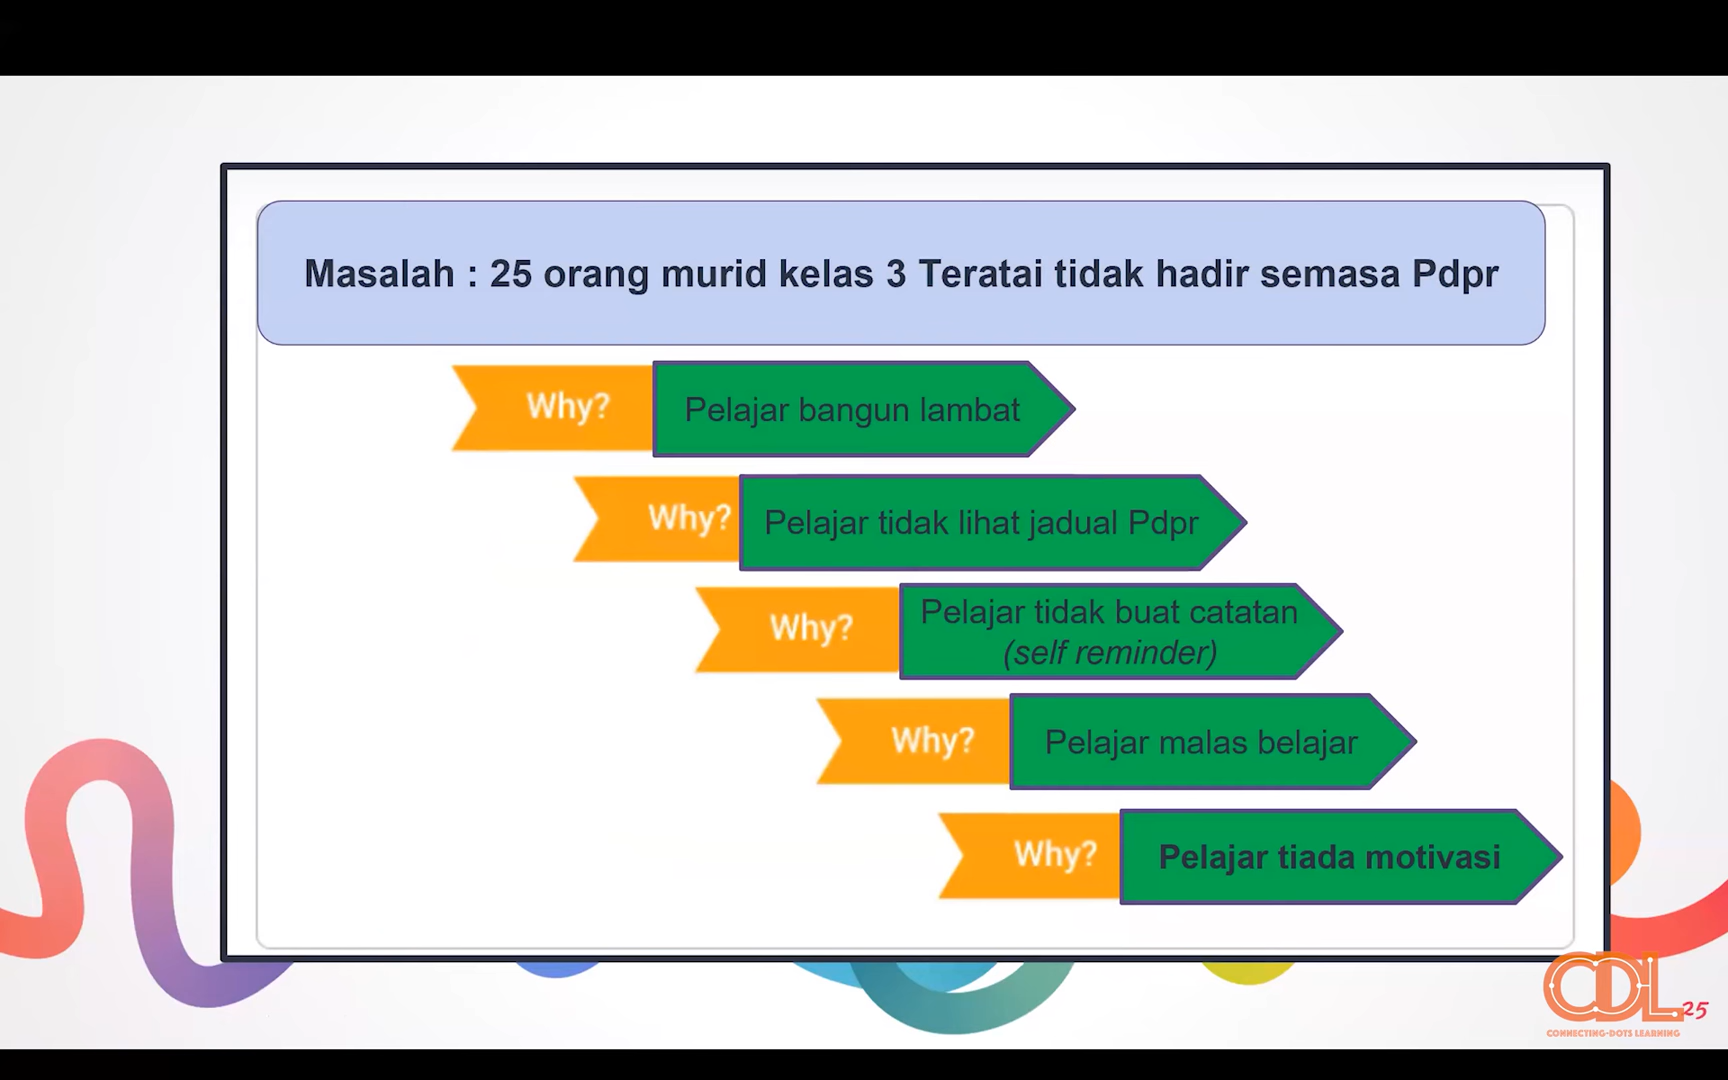 Masalah : 25 orang murid kelas 3 Teratai tidak hadir semasa Pdpr
Why?
Pelajar bangun lambat
Why?
Pelajar tidak lihat jadual Pdpr
Why?
Pelajar tidak buat catatan
(self reminder)
Why?
Pelajar malas belajar
Why?
Pelajar tiada motivasi
CDL 25
CONNECTING-DOTS LEARNING